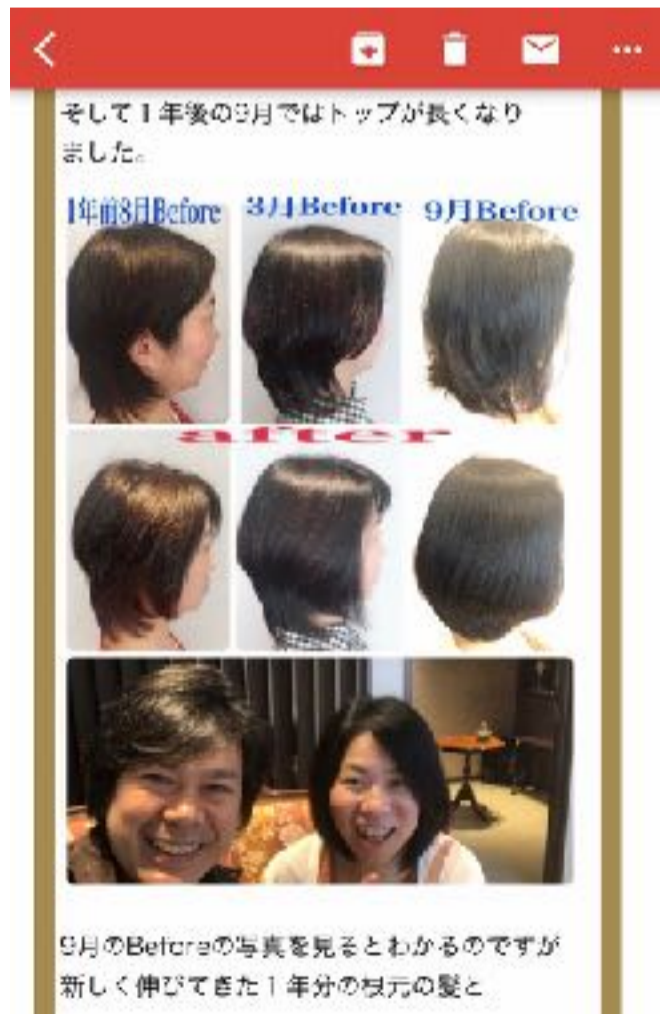 そして１年後の9月ではトップが長くなり
ました。
1年前8月Before
3月Before
9月Before
after
9月のBeforeの写真を見るとわかるのですが
新しく伸びてきた１年分の根元の髪と